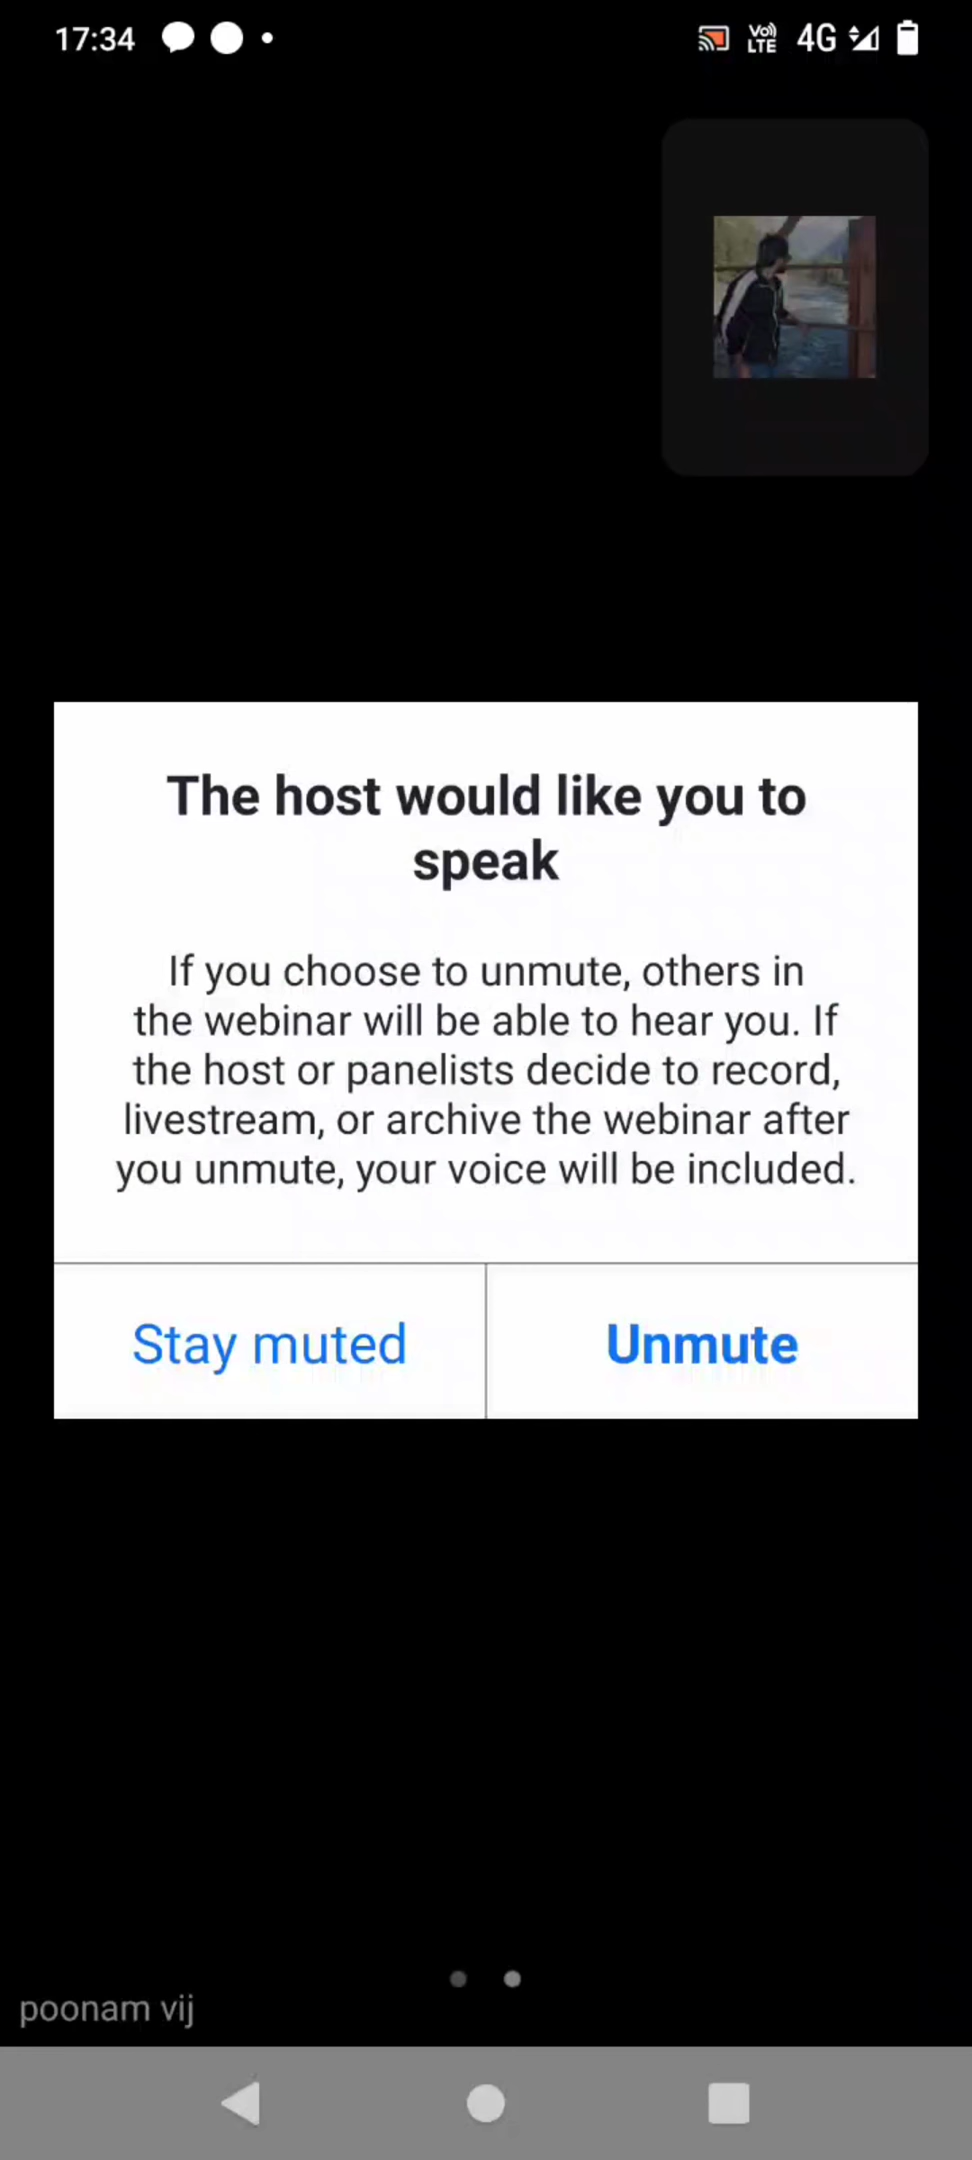 17:34
Vo)) LTE 4G
The host would like you to
speak
If you choose to unmute, others in
the webinar will be able to hear you. If
the host or panelists decide to record,
livestream, or archive the webinar after
you unmute, your voice will be included.
Stay muted
Unmute
poonam vij